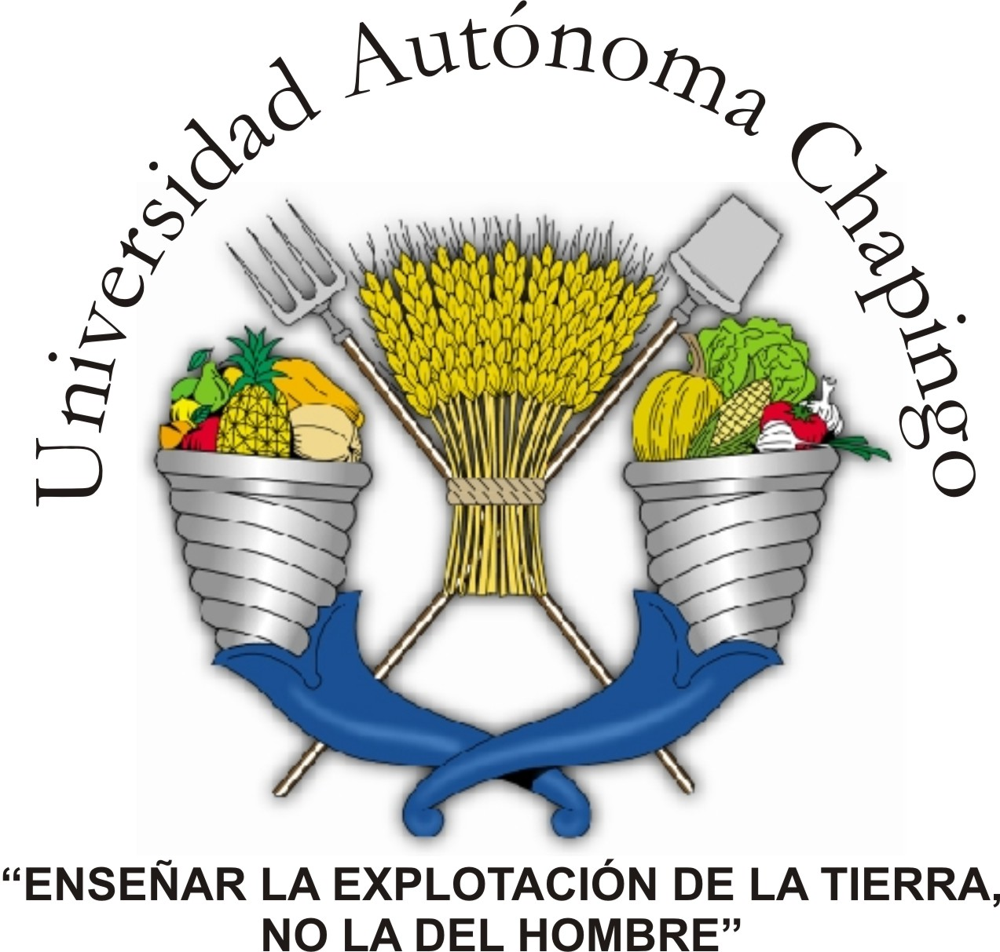 Universidad Autónoma Chapingo
“ENSEÑAR LA EXPLOTACIÓN DE LA TIERRA,
NO LA DEL HOMBRE”